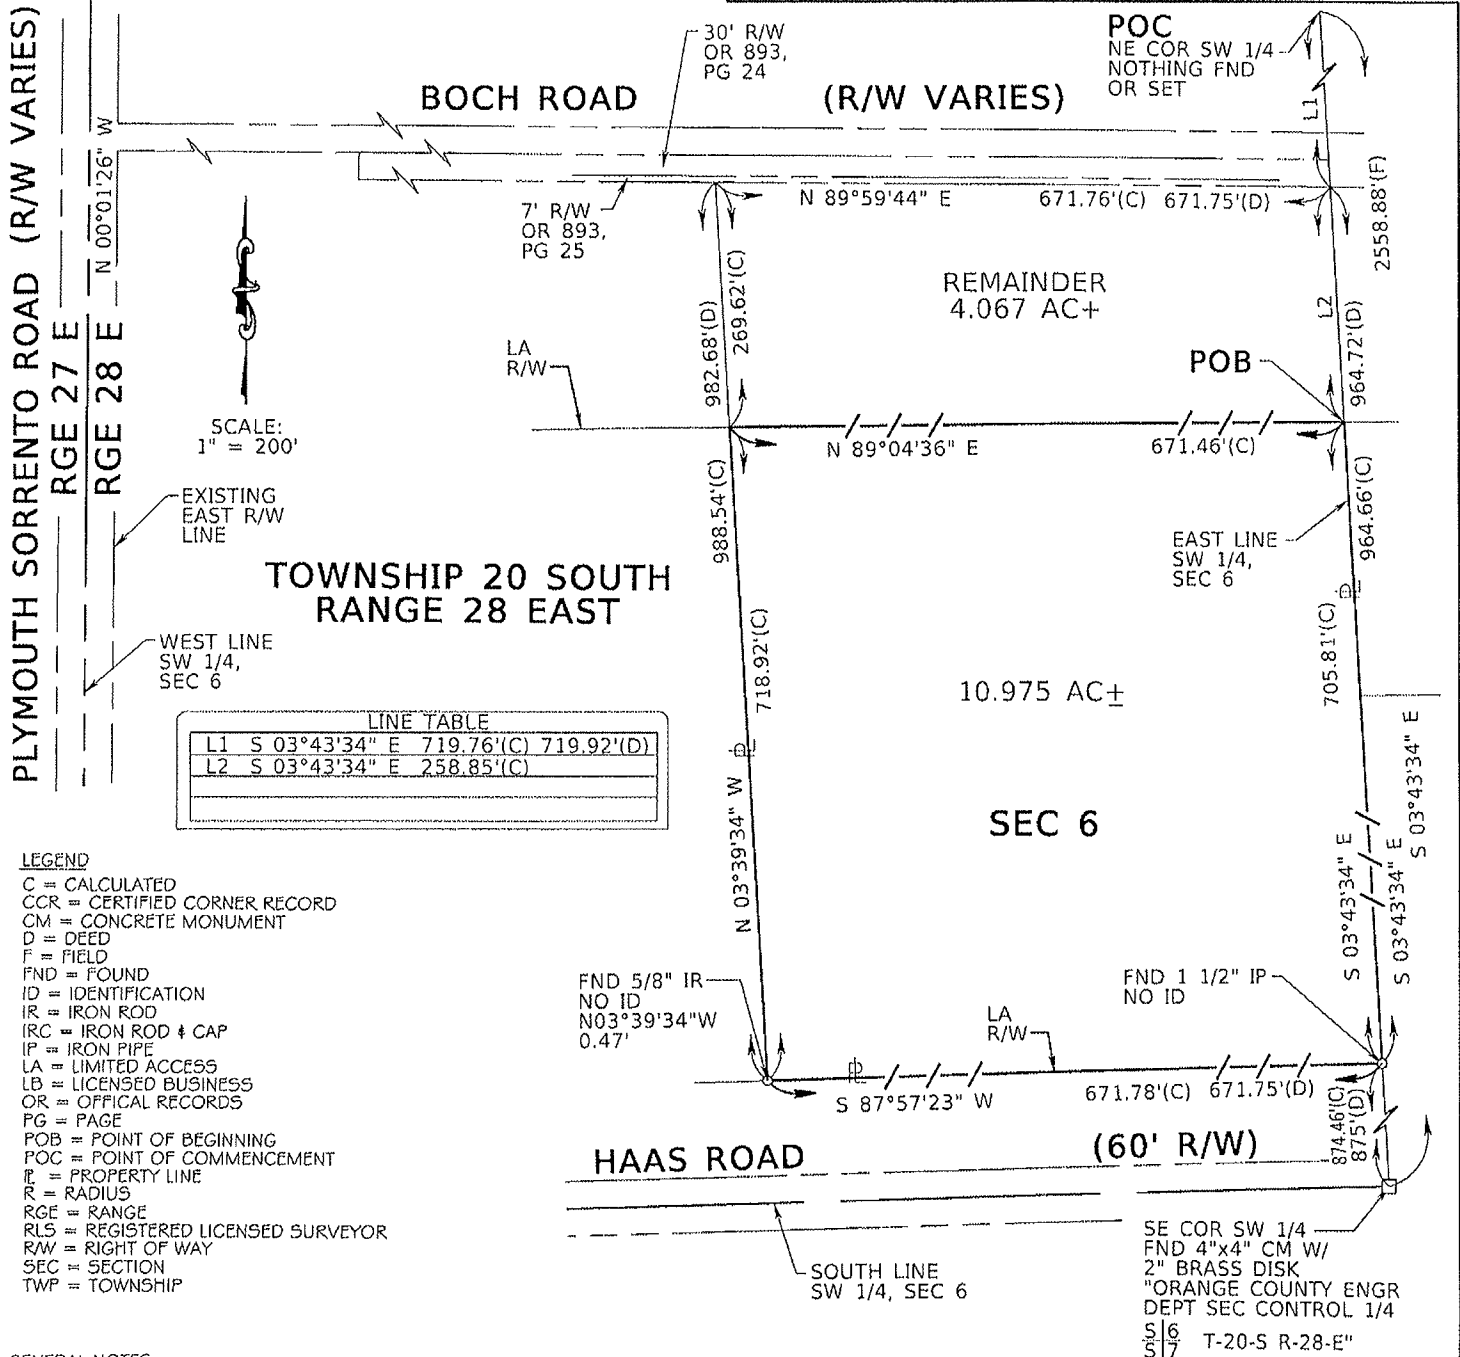 PLYMOUTH SORRENTO ROAD (R/W VARIES)
RGE 27 E
RGE 28 E
N 00°01'26" W
BOCH ROAD (R/W VARIES)
30' R/W
OR 893,
PG 24
POC
NE COR SW 1/4
NOTHING FND
OR SET
L1
7' R/W
OR 893,
PG 25
N 89°59'44" E 671.76'(C) 671.75'(D)
2558.88'(F)
REMAINDER
4.067 AC±
982.68'(D)
269.62'(C)
L2
964.72'(D)
POB
LA
R/W
SCALE:
1" = 200'
N 89°04'36" E 671.46'(C)
988.54'(C)
964.66'(C)
EXISTING
EAST R/W
LINE
EAST LINE
SW 1/4,
SEC 6
TOWNSHIP 20 SOUTH
RANGE 28 EAST
WEST LINE
SW 1/4,
SEC 6
718.92'(C)
705.81'(C)
10.975 AC±
LINE TABLE
L1 S 03°43'34" E 719.76'(C) 719.92'(D)
L2 S 03°43'34" E 258.85'(C)
N 03°39'34" W
SEC 6
S 03°43'34" E
S 03°43'34" E
S 03°43'34" E
LEGEND
C = CALCULATED
CCR = CERTIFIED CORNER RECORD
CM = CONCRETE MONUMENT
D = DEED
F = FIELD
FND = FOUND
ID = IDENTIFICATION
IR = IRON ROD
IRC = IRON ROD & CAP
IP = IRON PIPE
LA = LIMITED ACCESS
LB = LICENSED BUSINESS
OR = OFFICAL RECORDS
PG = PAGE
POB = POINT OF BEGINNING
POC = POINT OF COMMENCEMENT
℄ = PROPERTY LINE
R = RADIUS
RGE = RANGE
RLS = REGISTERED LICENSED SURVEYOR
R/W = RIGHT OF WAY
SEC = SECTION
TWP = TOWNSHIP
FND 5/8" IR
NO ID
N03°39'34"W
0.47'
FND 1 1/2" IP
NO ID
LA
R/W
S 87°57'23" W 671.78'(C) 671.75'(D)
874.46'(C)
875'(D)
HAAS ROAD (60' R/W)
SOUTH LINE
SW 1/4, SEC 6
SE COR SW 1/4
FND 4"x4" CM W/
2" BRASS DISK
"ORANGE COUNTY ENGR
DEPT SEC CONTROL 1/4
S|6
S|7 T-20-S R-28-E"